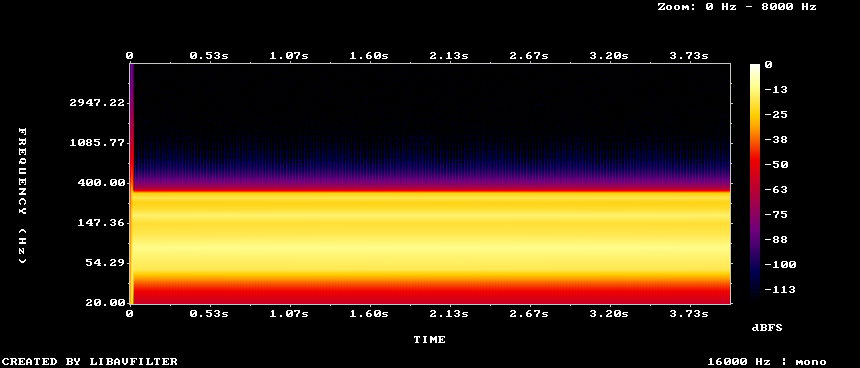 Zoom: 0 Hz - 8000 Hz
0 0.53s 1.07s 1.60s 2.13s 2.67s 3.20s 3.73s
0
-13
2947.22
-25
1085.77
-38
-50
400.00
-63
147.36
-75
-88
54.29
-100
-113
20.00
FREQUENCY (Hz)
0 0.53s 1.07s 1.60s 2.13s 2.67s 3.20s 3.73s
dBFS
TIME
CREATED BY LIBAVFILTER
16000 Hz | mono